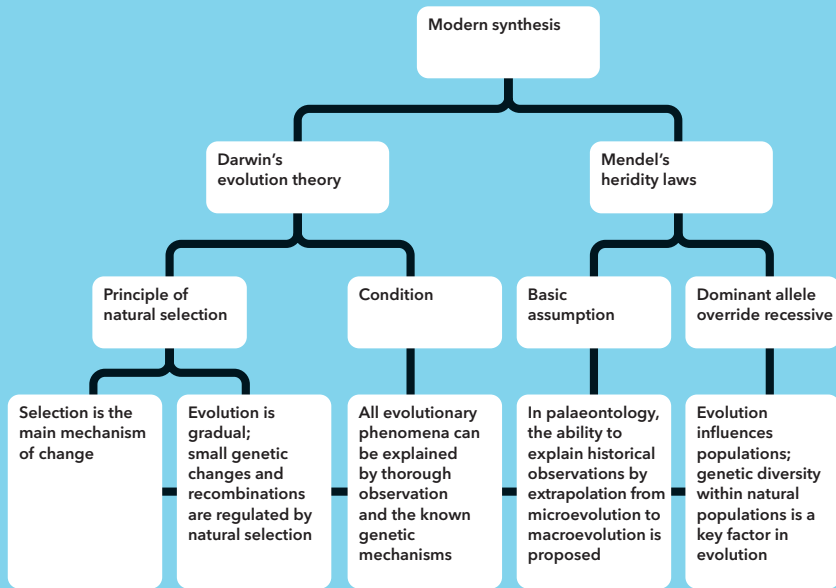 Modern synthesis
Darwin's
evolution theory
Mendel's
heridity laws
Principle of
natural selection
Condition
Basic
assumption
Dominant allele
override recessive
Selection is the
main mechanism
of change
Evolution is
gradual;
small genetic
changes and
recombinations
are regulated by
natural selection
All evolutionary
phenomena can
be explained
by thorough
observation
and the known
genetic
mechanisms
In palaeontology,
the ability to
explain historical
observations by
extrapolation from
microevolution to
macroevolution is
proposed
Evolution
influences
populations;
genetic diversity
within natural
populations is a
key factor in
evolution